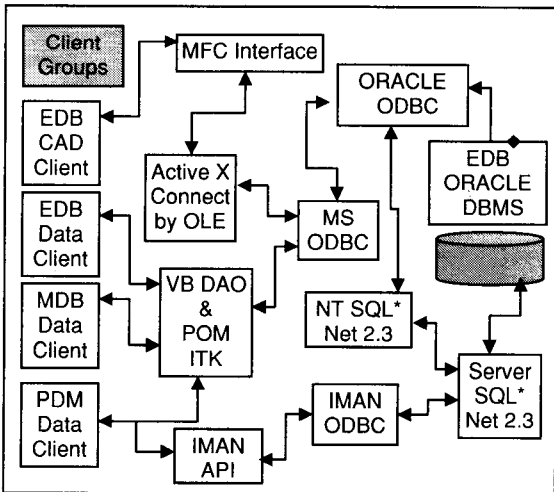 Client
Groups
MFC Interface
ORACLE
ODBC
EDB
CAD
Client
Active X
Connect
by OLE
EDB
ORACLE
DBMS
EDB
Data
Client
MS
ODBC
MDB
Data
Client
VB DAO
&
POM
ITK
NT SQL*
Net 2.3
Server
SQL*
Net 2.3
PDM
Data
Client
IMAN
API
IMAN
ODBC